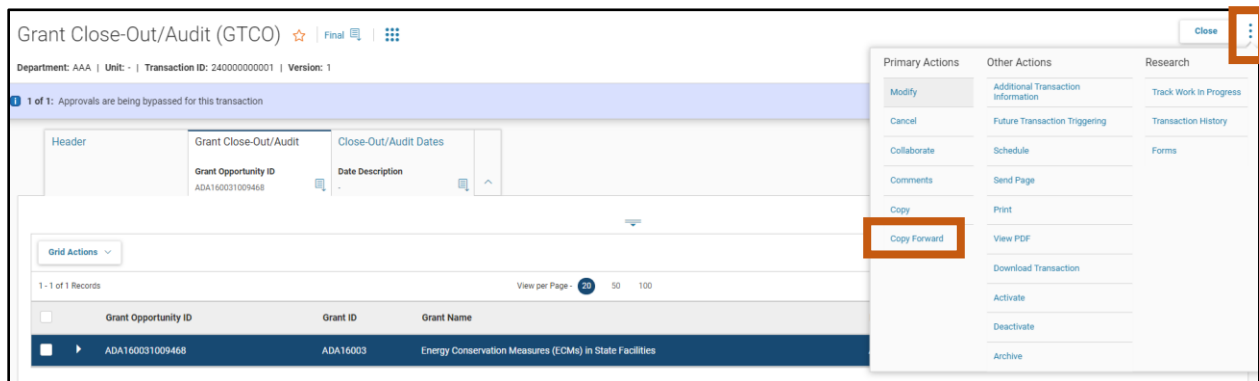 Grant Close-Out/Audit (GTCO) Final
Close
Department: AAA | Unit: - | Transaction ID: 240000000001 | Version: 1
1 of 1: Approvals are being bypassed for this transaction
Header
Grant Close-Out/Audit
Grant Opportunity ID
ADA160031009468
Close-Out/Audit Dates
Date Description
-
Grid Actions
1 - 1 of 1 Records
View per Page - 20 50 100
Grant Opportunity ID Grant ID Grant Name
ADA160031009468 ADA16003 Energy Conservation Measures (ECMs) in State Facilities
Primary Actions
Modify
Cancel
Collaborate
Comments
Copy
Copy Forward
Other Actions
Additional Transaction
Information
Future Transaction Triggering
Schedule
Send Page
Print
View PDF
Download Transaction
Activate
Deactivate
Archive
Research
Track Work In Progress
Transaction History
Forms